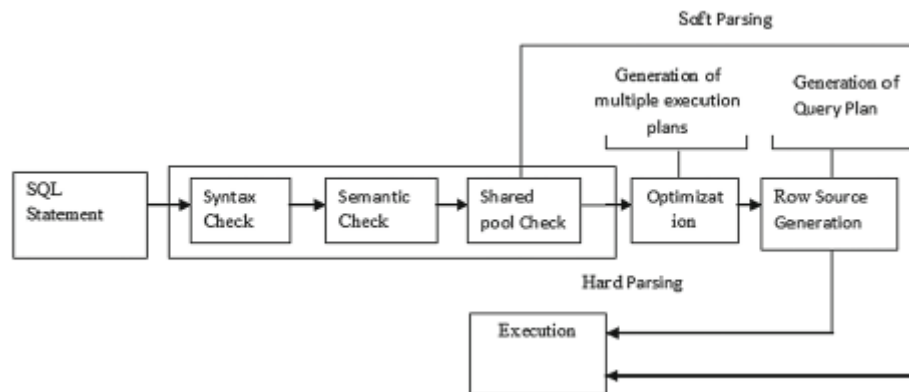 Soft Parsing
Generation of
multiple execution
plans
Generation of
Query Plan
SQL
Statement
Syntax
Check
Semantic
Check
Shared
pool Check
Optimizat
ion
Row Source
Generation
Hard Parsing
Execution